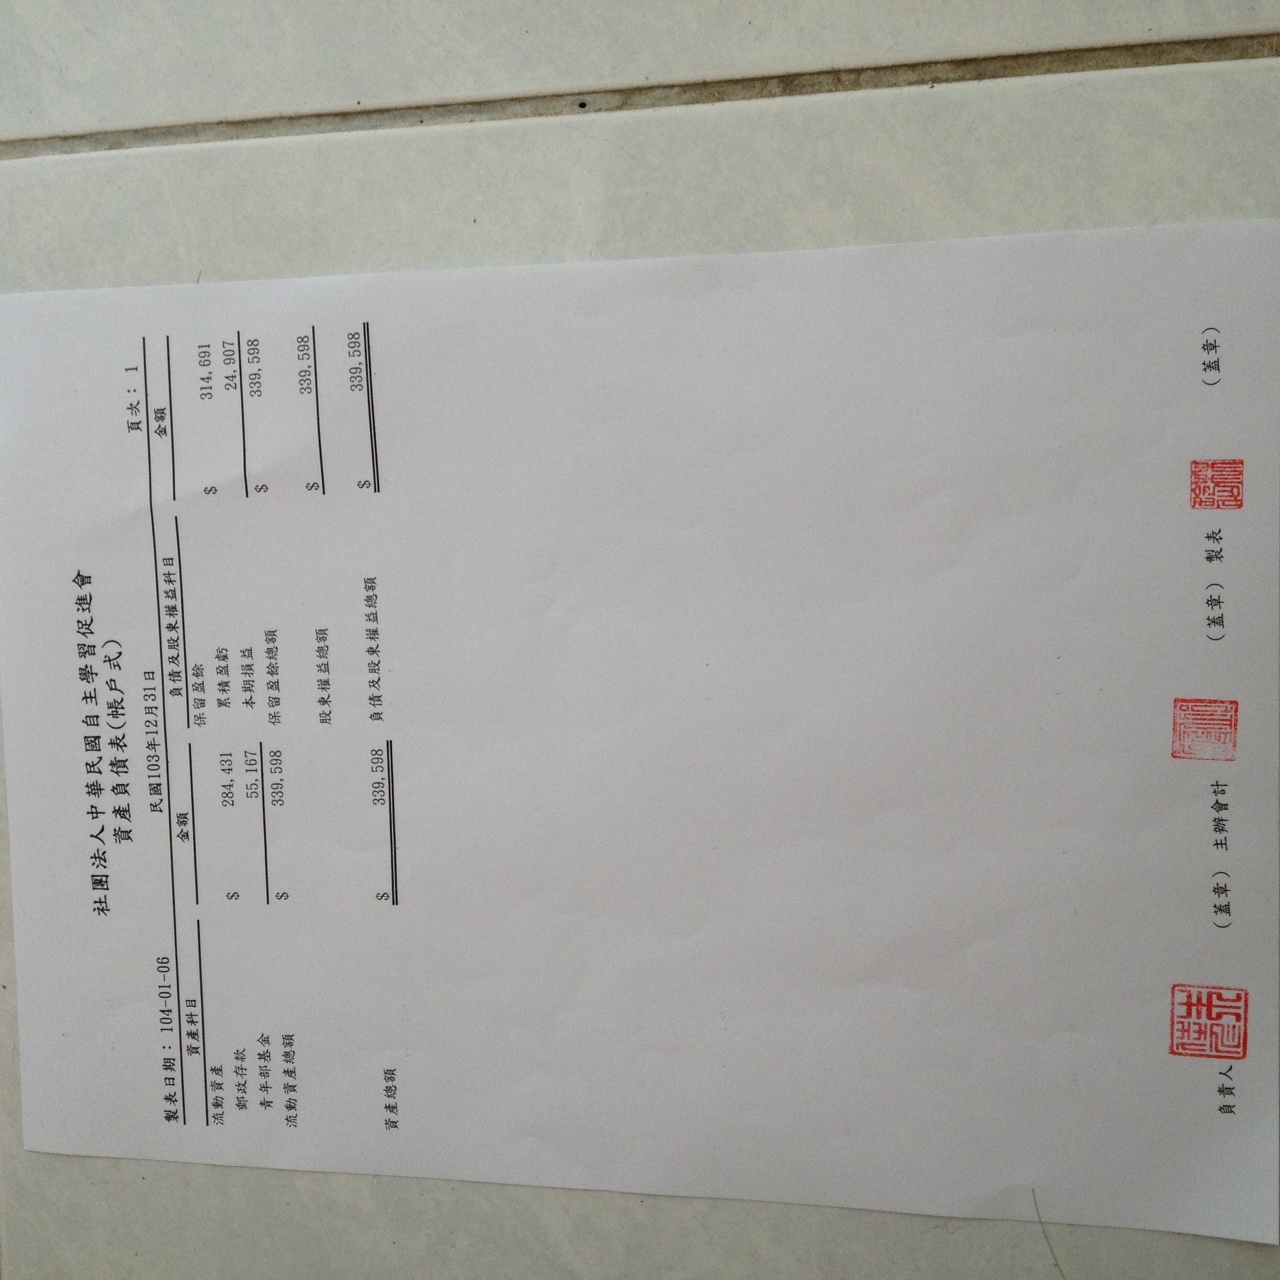 社團法人中華民國自主學習促進會
資產負債表(帳戶式)
製表日期： 104-01-06 民國103年12月31日 頁次： 1
資產科目 金額 負債及股東權益科目 金額
流動資產 保留盈餘
郵政存款 $ 284,431 累積盈虧 $ 314,691
青年部基金 55,167 本期損益 24,907
流動資產總額 $ 339,598 保留盈餘總額 $ 339,598
股東權益總額 $ 339,598
資產總額 $ 339,598 負債及股東權益總額 $ 339,598
負責人 (蓋章) 主辦會計 (蓋章) 製表 (蓋章)